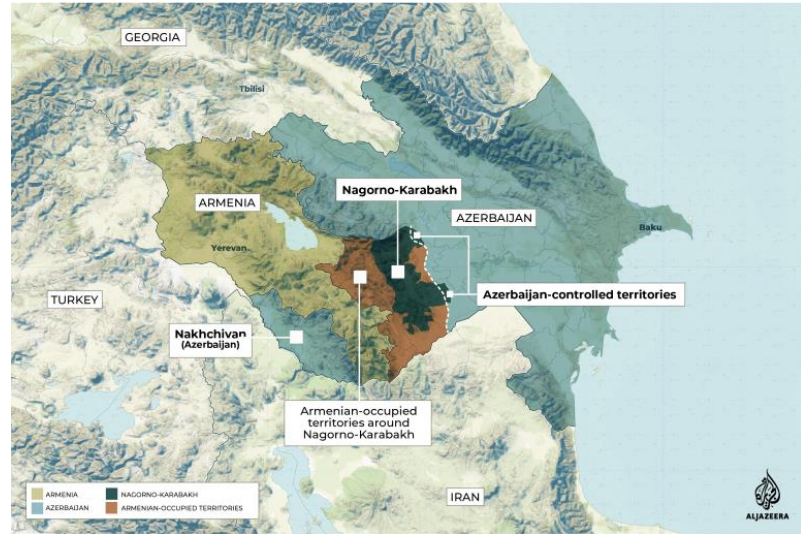 GEORGIA
Tbilisi
Nagorno-Karabakh
ARMENIA
AZERBAIJAN
Baku
Yerevan
Azerbaijan-controlled territories
TURKEY
Nakhchivan
(Azerbaijan)
Armenian-occupied
territories around
Nagorno-Karabakh
ARMENIA
NAGORNO-KARABAKH
AZERBAIJAN
ARMENIAN-OCCUPIED TERRITORIES
IRAN
ALJAZEERA